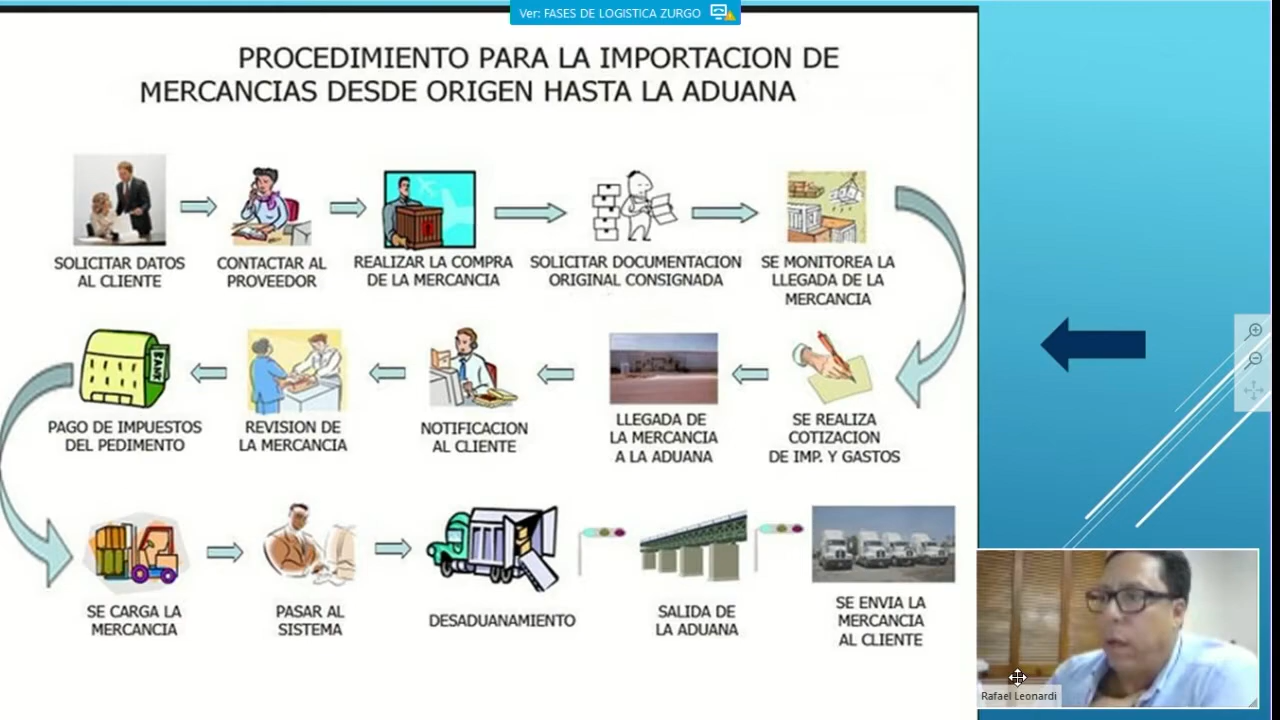 Ver: FASES DE LOGISTICA ZURGO
PROCEDIMIENTO PARA LA IMPORTACION DE
MERCANCIAS DESDE ORIGEN HASTA LA ADUANA
SOLICITAR DATOS
AL CLIENTE
CONTACTAR AL
PROVEEDOR
REALIZAR LA COMPRA
DE LA MERCANCIA
SOLICITAR DOCUMENTACION
ORIGINAL CONSIGNADA
SE MONITOREA LA
LLEGADA DE LA
MERCANCIA
BANK
PAGO DE IMPUESTOS
DEL PEDIMENTO
REVISION DE
LA MERCANCIA
NOTIFICACION
AL CLIENTE
LLEGADA DE
LA MERCANCIA
A LA ADUANA
SE REALIZA
COTIZACION
DE IMP. Y GASTOS
SE CARGA LA
MERCANCIA
PASAR AL
SISTEMA
DESADUANAMIENTO
SALIDA DE
LA ADUANA
SE ENVIA LA
MERCANCIA
AL CLIENTE
Rafael Leonardi